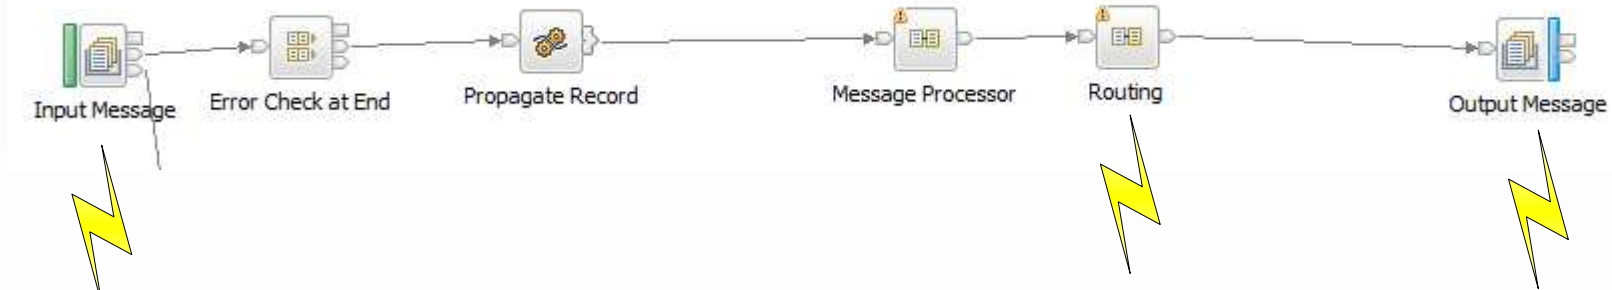 Input Message
Error Check at End
Propagate Record
Message Processor
Routing
Output Message